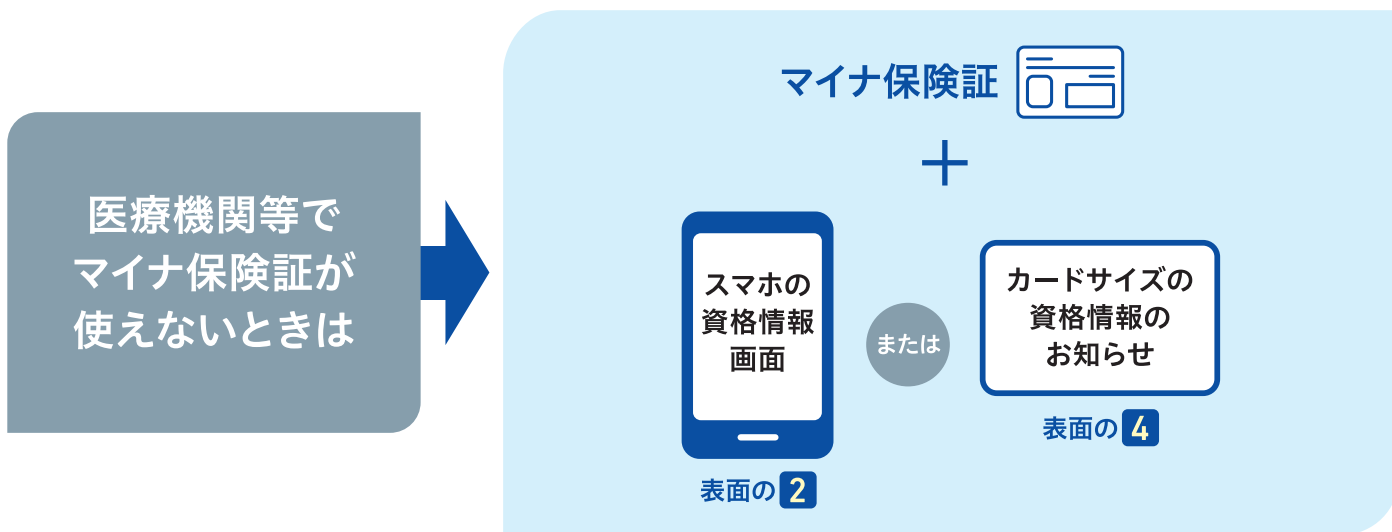 医療機関等で
マイナ保険証が
使えないときは
マイナ保険証
+
スマホの
資格情報
画面
表面の2
または
カードサイズの
資格情報の
お知らせ
表面の4